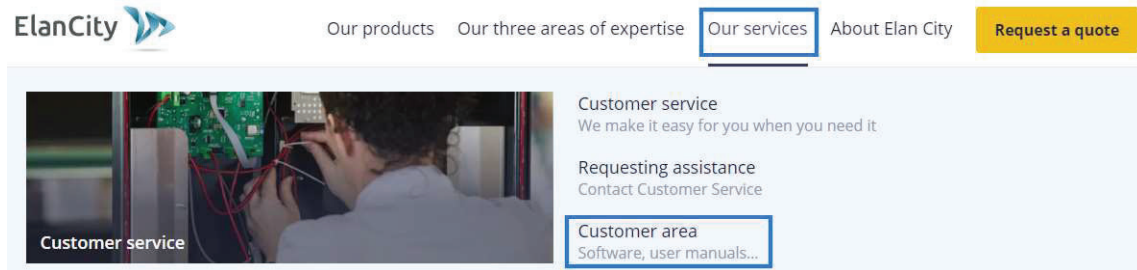 ElanCity
Our products Our three areas of expertise Our services About Elan City Request a quote
Customer service
We make it easy for you when you need it
Requesting assistance
Contact Customer Service
Customer area
Software, user manuals...
Customer service